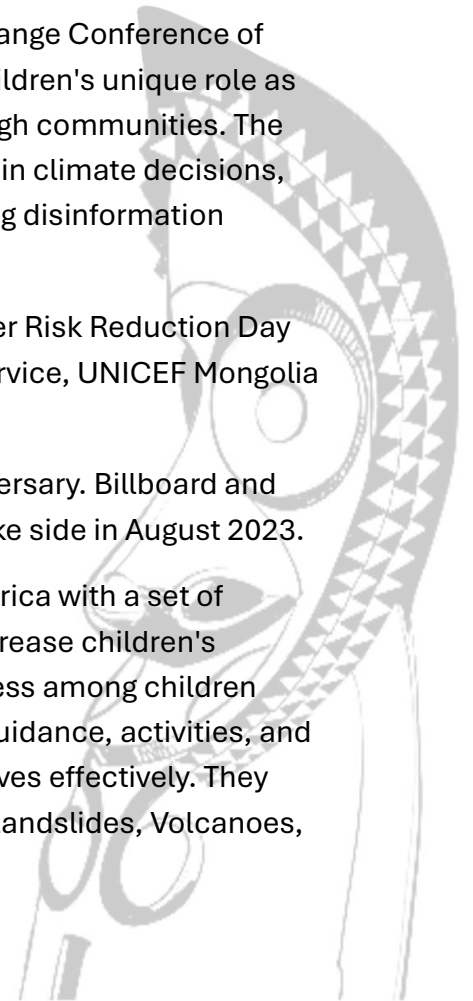 ange Conference of
ildren's unique role as
gh communities. The
in climate decisions,
g disinformation
er Risk Reduction Day
rvice, UNICEF Mongolia
ersary. Billboard and
ke side in August 2023.
rica with a set of
rease children's
ess among children
uidance, activities, and
ves effectively. They
andslides, Volcanoes,